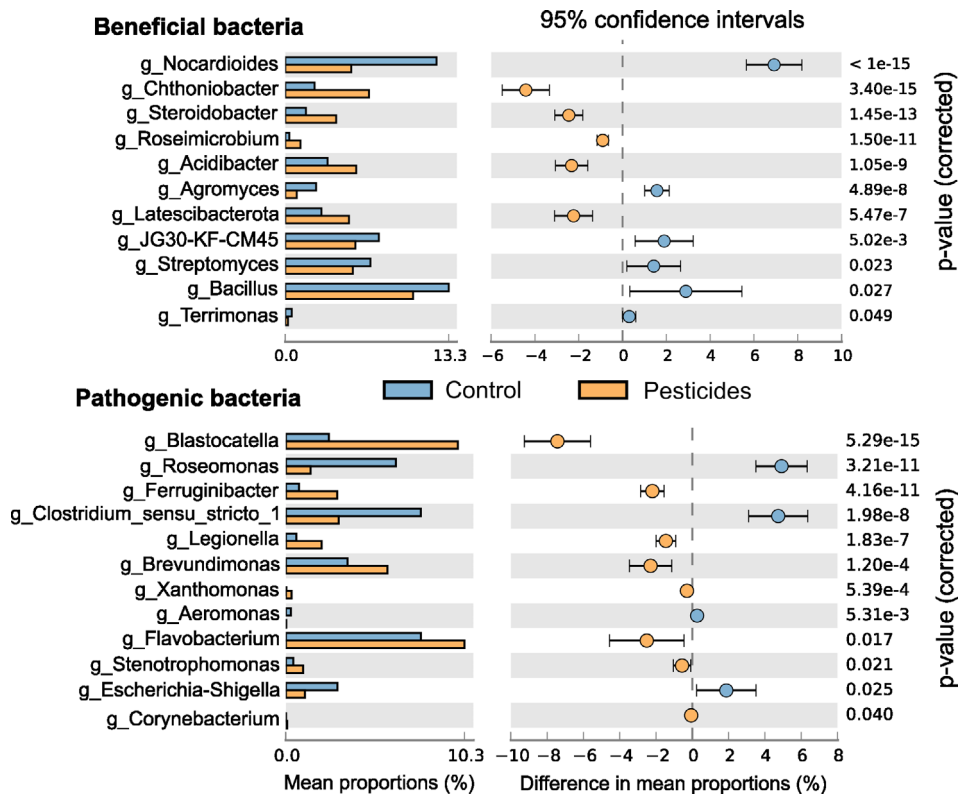 Beneficial bacteria
95% confidence intervals
g_Nocardioides
< 1e-15
g_Chthoniobacter
3.40e-15
g_Steroidobacter
1.45e-13
g_Roseimicrobium
1.50e-11
g_Acidibacter
1.05e-9
g_Agromyces
4.89e-8
g_Latescibacterota
5.47e-7
g_JG30-KF-CM45
5.02e-3
g_Streptomyces
0.023
g_Bacillus
0.027
g_Terrimonas
0.049
p-value (corrected)
0.0 13.3
−6 −4 −2 0 2 4 6 8 10
Pathogenic bacteria
Control
Pesticides
g_Blastocatella
5.29e-15
g_Roseomonas
3.21e-11
g_Ferruginibacter
4.16e-11
g_Clostridium_sensu_stricto_1
1.98e-8
g_Legionella
1.83e-7
g_Brevundimonas
1.20e-4
g_Xanthomonas
5.39e-4
g_Aeromonas
5.31e-3
g_Flavobacterium
0.017
g_Stenotrophomonas
0.021
g_Escherichia-Shigella
0.025
g_Corynebacterium
0.040
p-value (corrected)
0.0 10.3
−10 −8 −6 −4 −2 0 2 4 6 8
Mean proportions (%)
Difference in mean proportions (%)